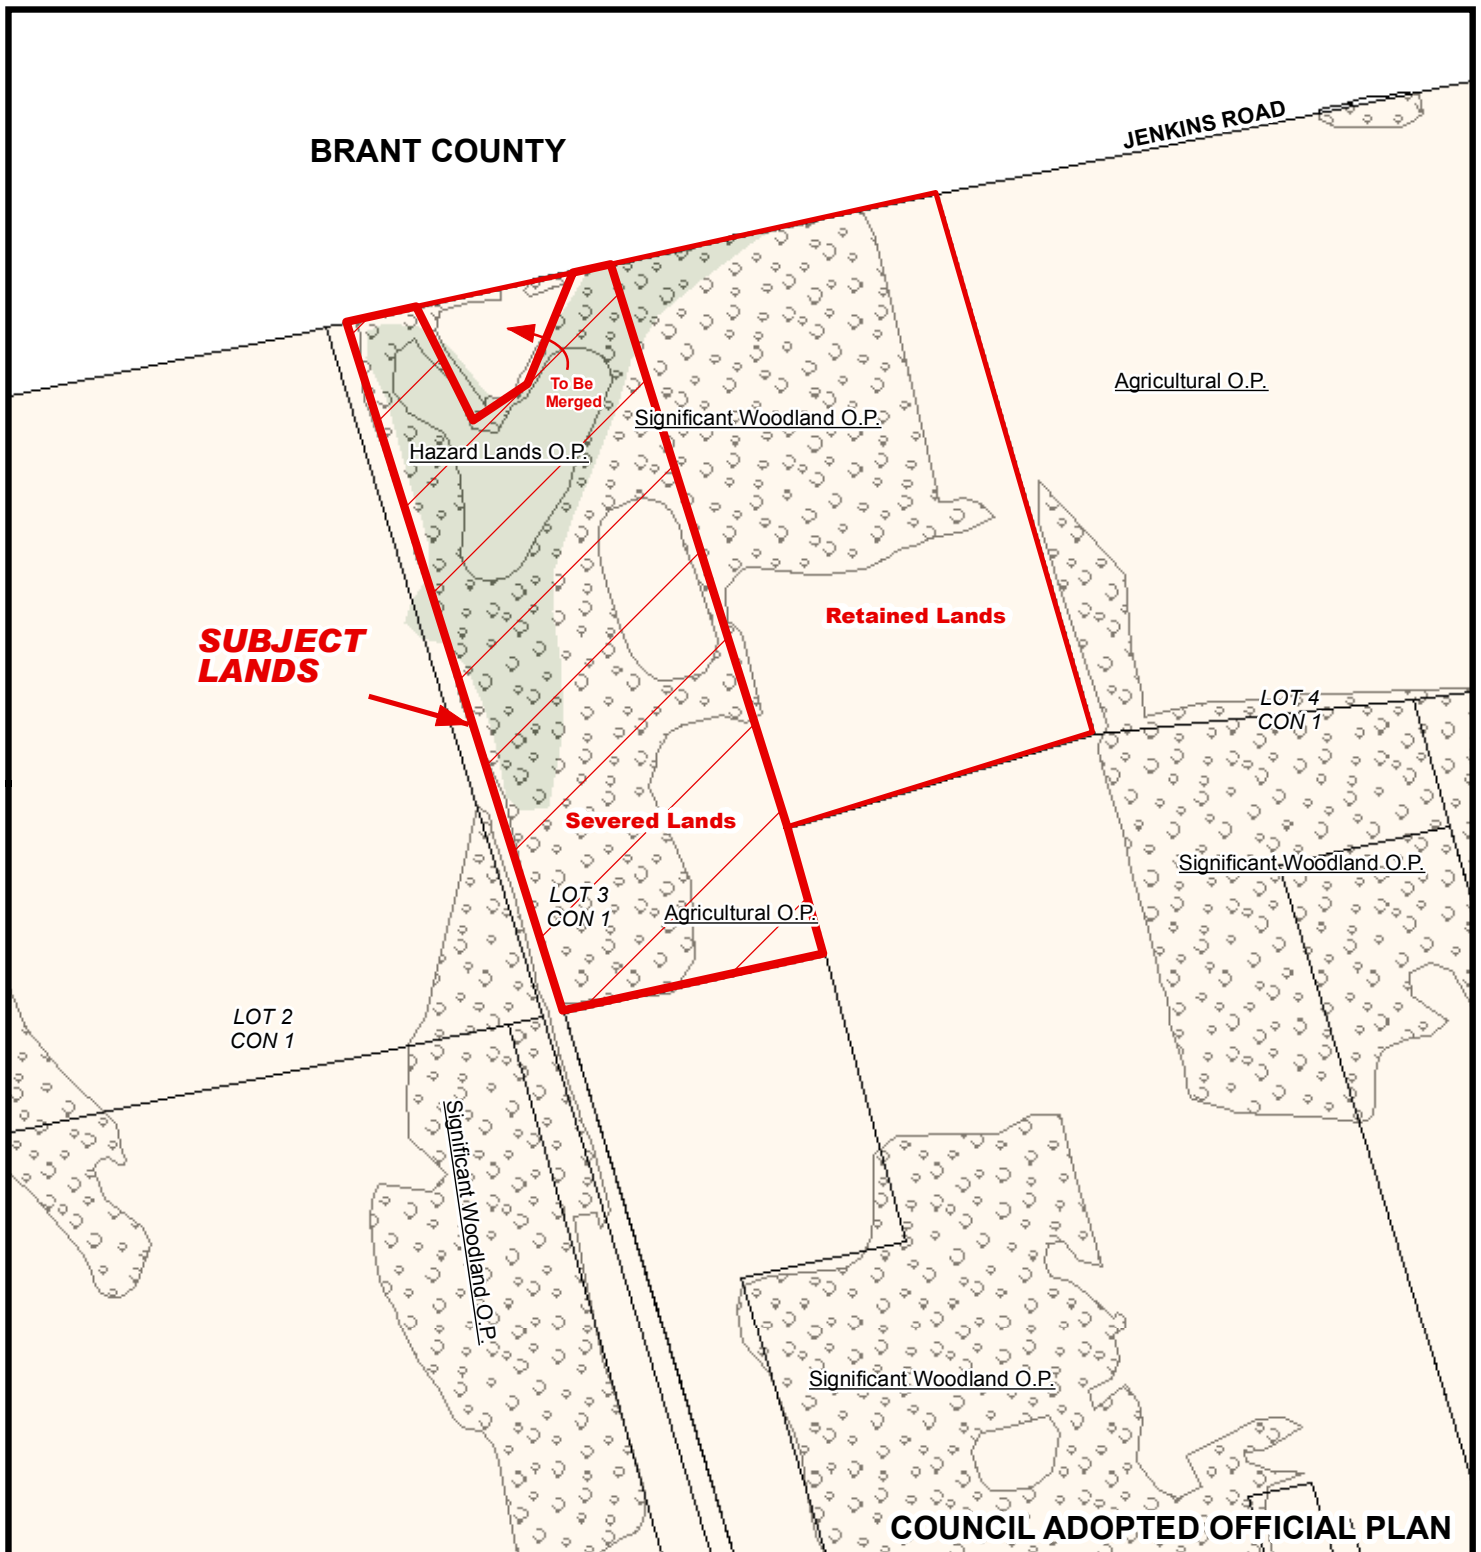 BRANT COUNTY
JENKINS ROAD
To Be
Merged
Agricultural O.P.
Significant Woodland O.P.
Hazard Lands O.P.
Retained Lands
SUBJECT
LANDS
LOT 4
CON 1
Severed Lands
Significant Woodland O.P.
LOT 3
CON 1
Agricultural O.P.
LOT 2
CON 1
Significant Woodland O.P.
Significant Woodland O.P.
COUNCIL ADOPTED OFFICIAL PLAN